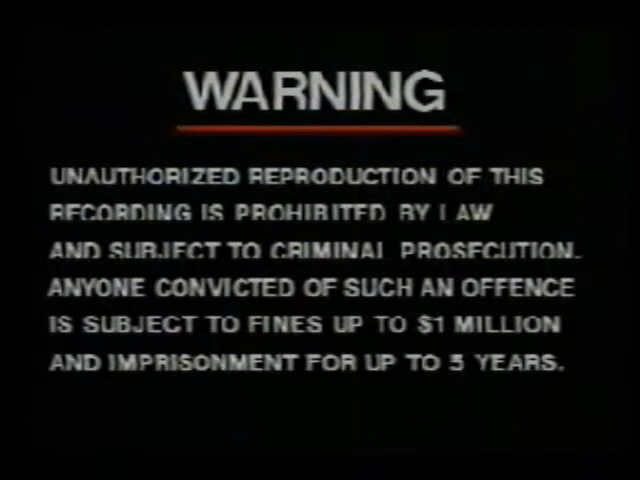 WARNING
UNAUTHORIZED REPRODUCTION OF THIS
RECORDING IS PROHIBITED BY LAW
AND SUBJECT TO CRIMINAL PROSECUTION.
ANYONE CONVICTED OF SUCH AN OFFENCE
IS SUBJECT TO FINES UP TO $1 MILLION
AND IMPRISONMENT FOR UP TO 5 YEARS.